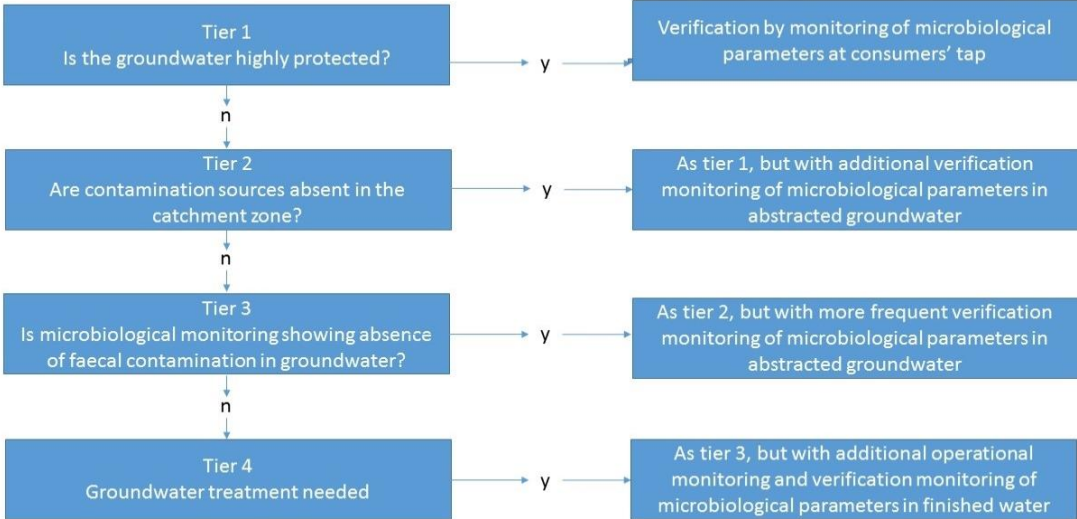 Tier 1
Is the groundwater highly protected?
y
Verification by monitoring of microbiological
parameters at consumers’ tap
n
Tier 2
Are contamination sources absent in the
catchment zone?
y
As tier 1, but with additional verification
monitoring of microbiological parameters in
abstracted groundwater
n
Tier 3
Is microbiological monitoring showing absence
of faecal contamination in groundwater?
y
As tier 2, but with more frequent verification
monitoring of microbiological parameters in
abstracted groundwater
n
Tier 4
Groundwater treatment needed
y
As tier 3, but with additional operational
monitoring and verification monitoring of
microbiological parameters in finished water